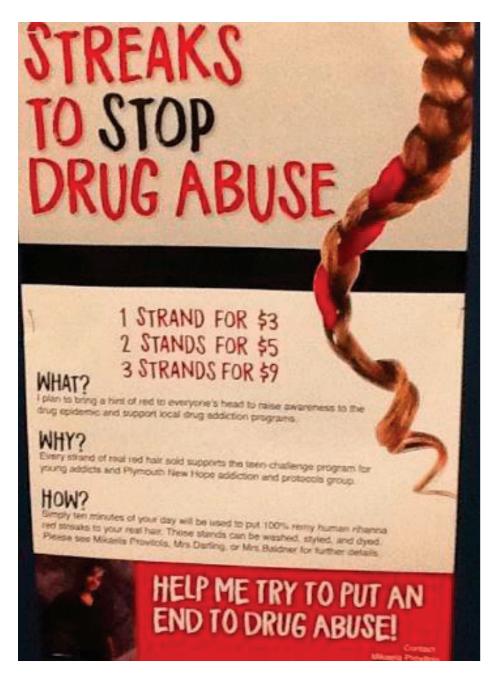 STREAKS
TO STOP
DRUG ABUSE
1 STRAND FOR $3
2 STANDS FOR $5
3 STRANDS FOR $9
WHAT?
I plan to bring a hint of red to everyone's head to raise awareness to the
drug epidemic and support local drug addiction programs.
WHY?
Every strand of real red hair sold supports the teen-challenge program for
young addicts and Plymouth New Hope addiction and protocols group.
HOW?
Simply ten minutes of your day will be used to put 100% remy human rihanna
red streaks to your real hair. These stands can be washed, styled, and dyed.
Please see Mikaela Provitola, Mrs.Darling, or Mrs.Baldner for further details.
HELP ME TRY TO PUT AN
END TO DRUG ABUSE!
Contact
Mikaela Provitola